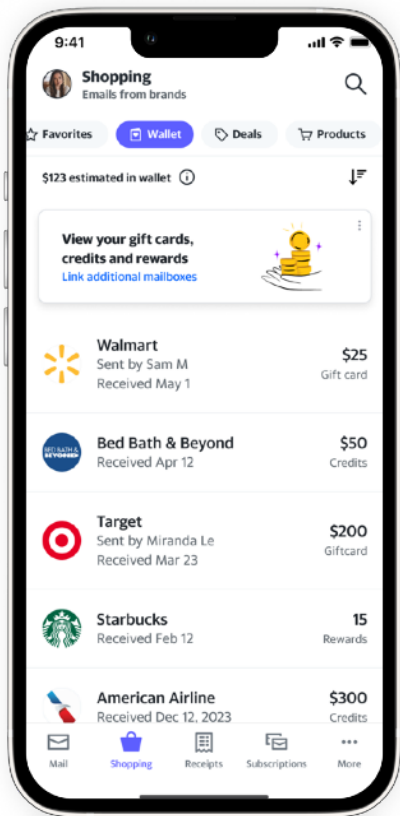 9:41
Shopping
Emails from brands
Favorites
Wallet
Deals
Products
$123 estimated in wallet
View your gift cards,
credits and rewards
Link additional mailboxes
Walmart
Sent by Sam M
Received May 1
$25
Gift card
BED BATH &
BEYOND
Bed Bath & Beyond
Received Apr 12
$50
Credits
Target
Sent by Miranda Le
Received Mar 23
$200
Giftcard
Starbucks
Received Feb 12
15
Rewards
American Airline
Received Dec 12, 2023
$300
Credits
Mail
Shopping
Receipts
Subscriptions
More